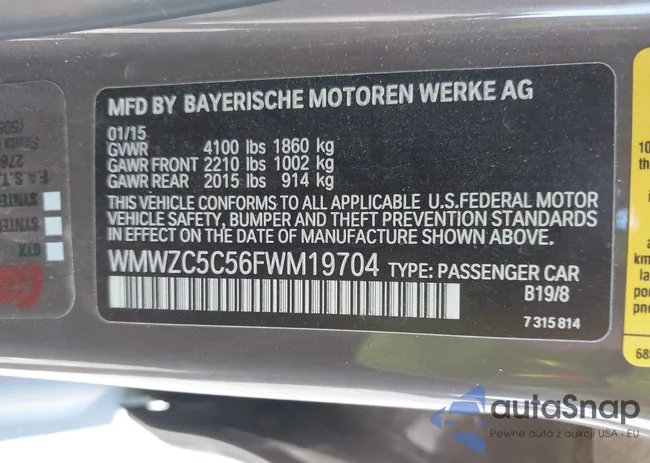 MFD BY BAYERISCHE MOTOREN WERKE AG
01/15
GVWR 4100 lbs 1860 kg
GAWR FRONT 2210 lbs 1002 kg
GAWR REAR 2015 lbs 914 kg
THIS VEHICLE CONFORMS TO ALL APPLICABLE U.S.FEDERAL MOTOR
VEHICLE SAFETY, BUMPER AND THEFT PREVENTION STANDARDS
IN EFFECT ON THE DATE OF MANUFACTURE SHOWN ABOVE.
WMWZC5C56FWM19704 TYPE: PASSENGER CAR
B19/8
7315814
autaSnap
Pewne auta z aukcji USA i EU